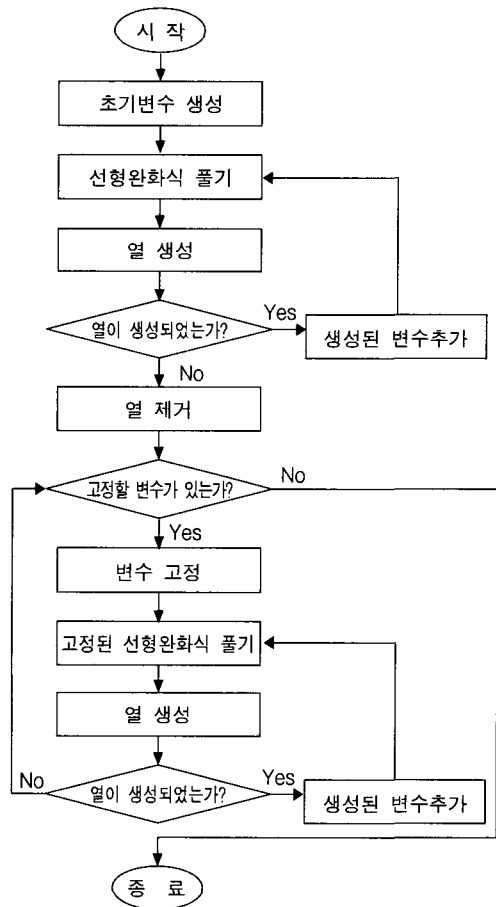 시 작
초기변수 생성
선형완화식 풀기
열 생성
열이 생성되었는가?
Yes
생성된 변수추가
No
열 제거
고정할 변수가 있는가?
No
Yes
변수 고정
고정된 선형완화식 풀기
열 생성
No
열이 생성되었는가?
Yes
생성된 변수추가
종 료